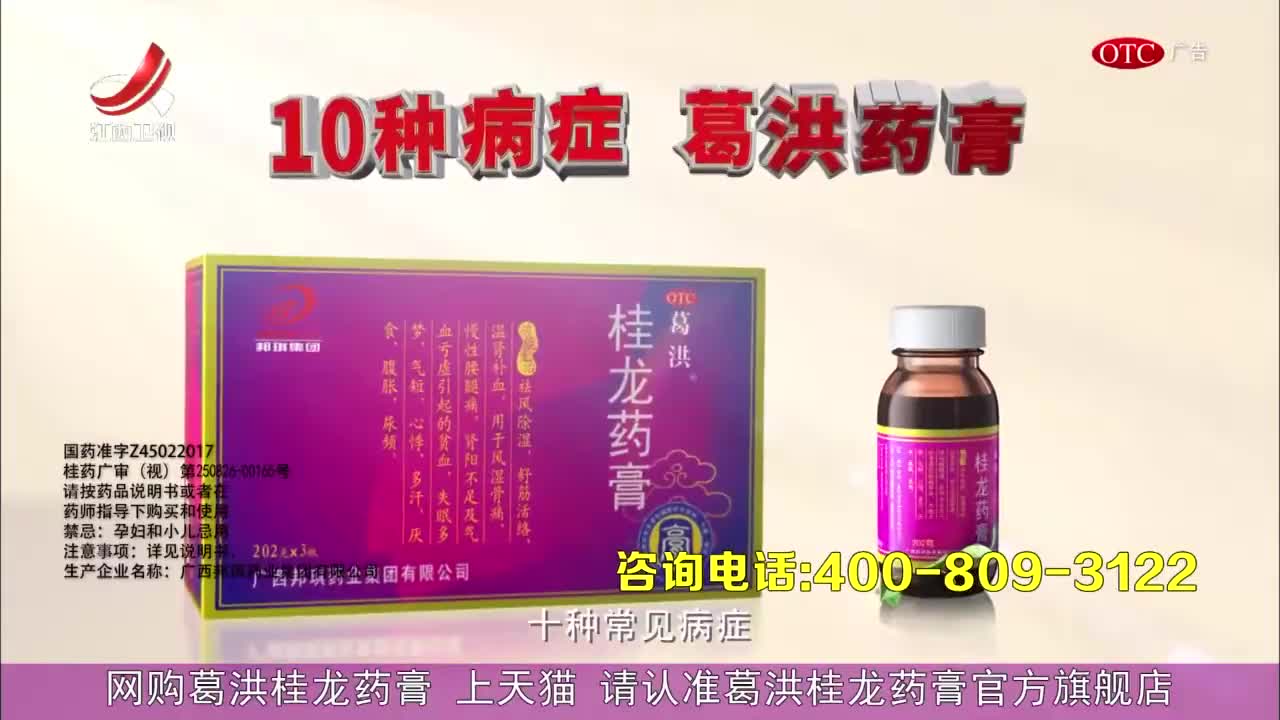 江西卫视
OTC 广告
10种病症 葛洪药膏
邦琪集团
OTC
葛洪
桂龙药膏
祛风除湿，舒筋活络，
温肾补血。用于风湿骨痛，
慢性腰腿痛，肾阳不足及气
血亏虚引起的贫血，失眠多
梦，气短，心悸，多汗，厌
食，腹胀，尿频。
膏
202克×3瓶
广西邦琪药业集团有限公司
桂龙药膏
202克
国药准字Z45022017
桂药广审（视）第250826-00166号
请按药品说明书或者在
药师指导下购买和使用
禁忌：孕妇和小儿忌用
注意事项：详见说明书，
生产企业名称：广西邦琪药业集团有限公司
咨询电话:400-809-3122
十种常见病症
网购葛洪桂龙药膏 上天猫 请认准葛洪桂龙药膏官方旗舰店